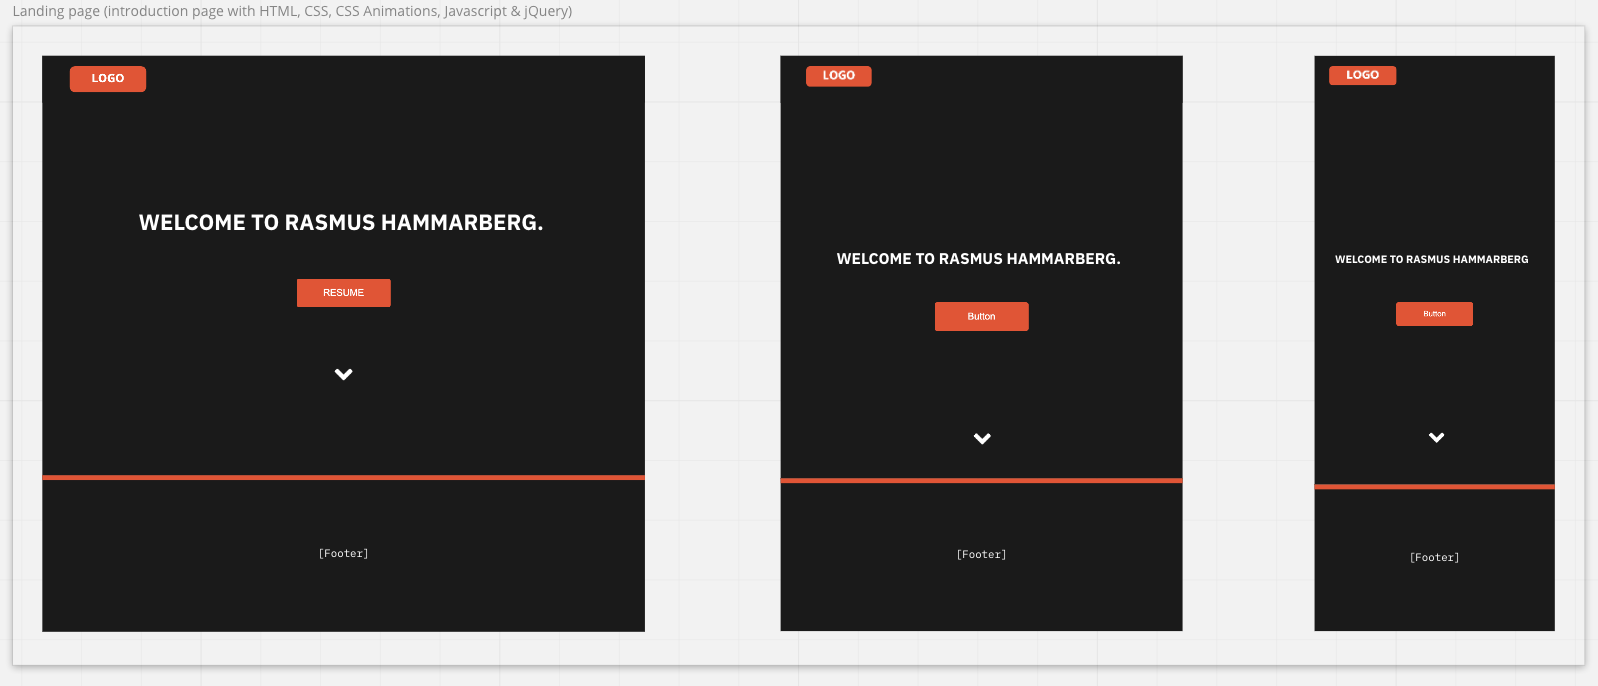 Landing page (introduction page with HTML, CSS, CSS Animations, Javascript & jQuery)
LOGO
WELCOME TO RASMUS HAMMARBERG.
RESUME
[Footer]
LOGO
WELCOME TO RASMUS HAMMARBERG.
Button
[Footer]
LOGO
WELCOME TO RASMUS HAMMARBERG
Button
[Footer]